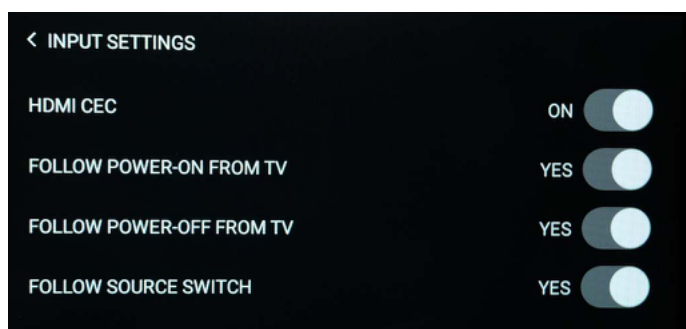 < INPUT SETTINGS
HDMI CEC ON
FOLLOW POWER-ON FROM TV YES
FOLLOW POWER-OFF FROM TV YES
FOLLOW SOURCE SWITCH YES